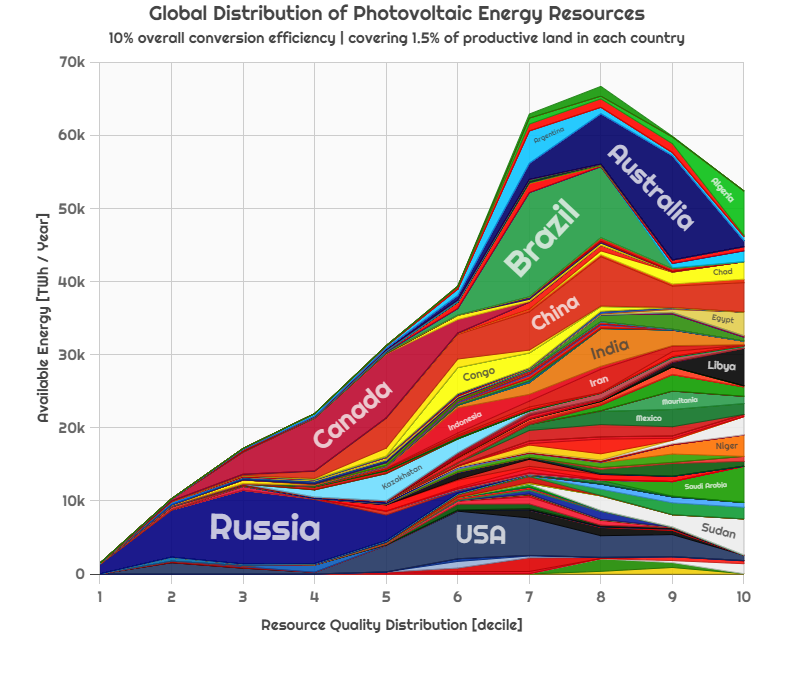 Global Distribution of Photovoltaic Energy Resources
10% overall conversion efficiency | covering 1.5% of productive land in each country
Available Energy [TWh / Year]
70k
60k
50k
40k
30k
20k
10k
0
Argentina
Australia
Algeria
Brazil
Chad
China
Egypt
India
Congo
Iran
Libya
Canada
Indonesia
Mauritania
Mexico
Kazakhstan
Niger
Saudi Arabia
Russia
USA
Sudan
1
2
3
4
5
6
7
8
9
10
Resource Quality Distribution [decile]